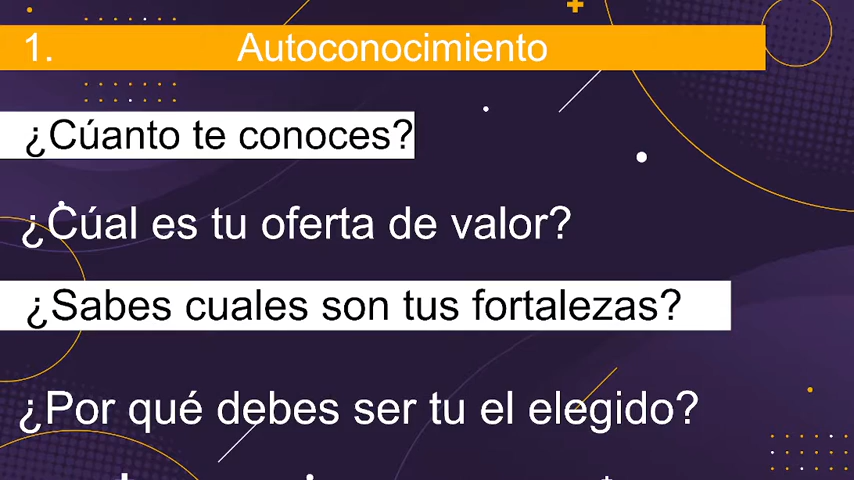 1. Autoconocimiento
¿Cúanto te conoces?
¿Cúal es tu oferta de valor?
¿Sabes cuales son tus fortalezas?
¿Por qué debes ser tu el elegido?